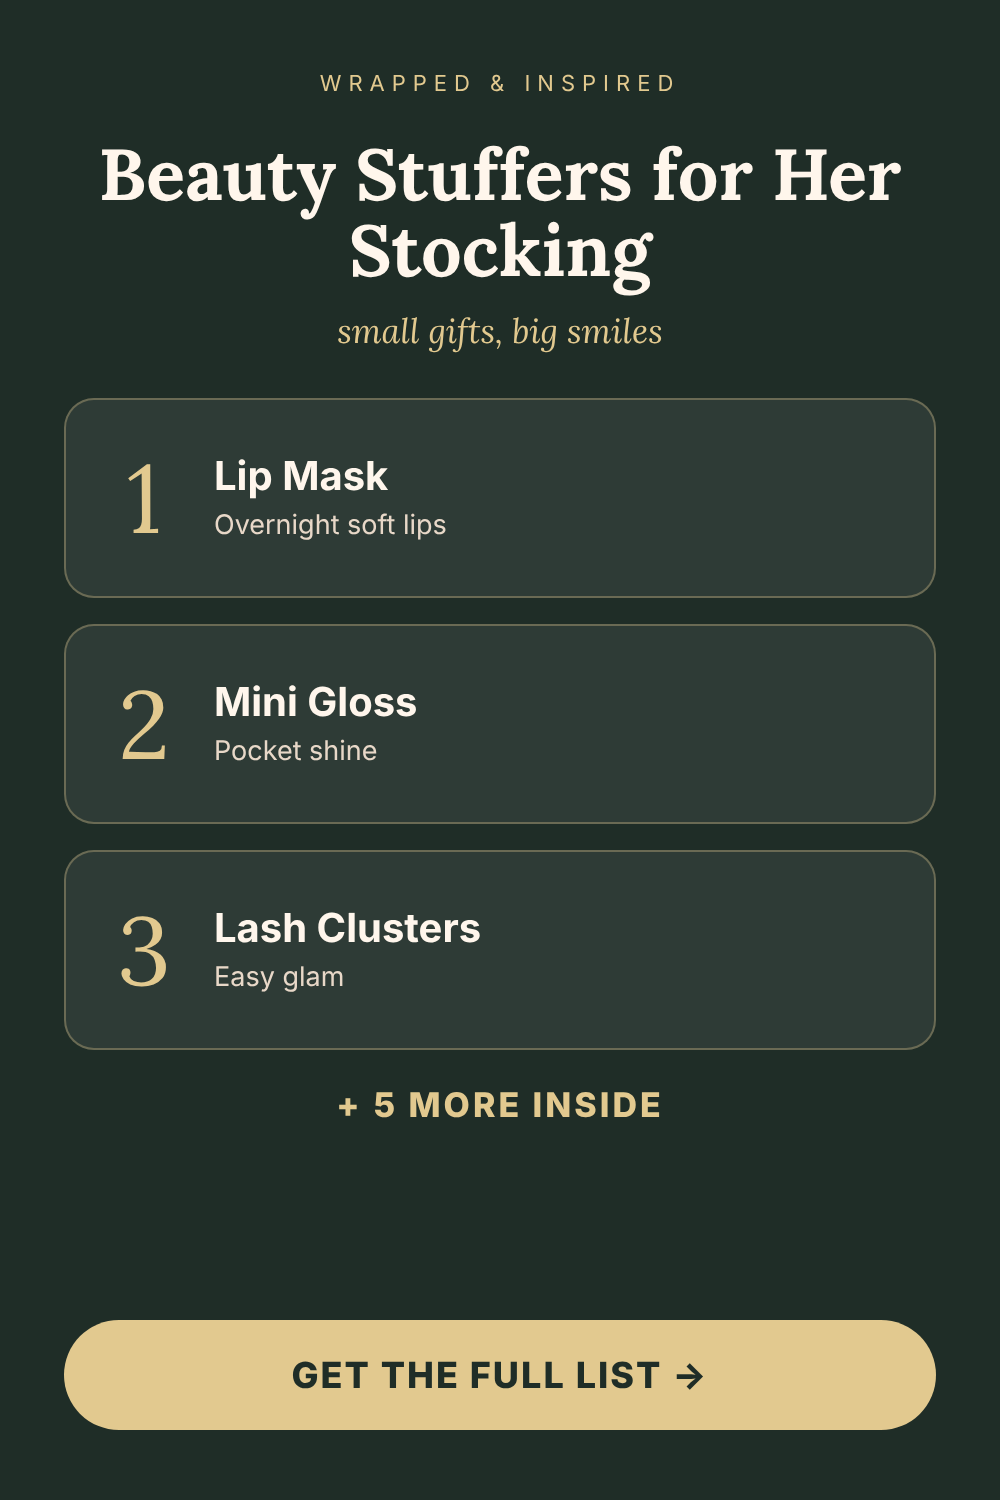 WRAPPED & INSPIRED
Beauty Stuffers for Her
Stocking
small gifts, big smiles
1
Lip Mask
Overnight soft lips
2
Mini Gloss
Pocket shine
3
Lash Clusters
Easy glam
+ 5 MORE INSIDE
GET THE FULL LIST →